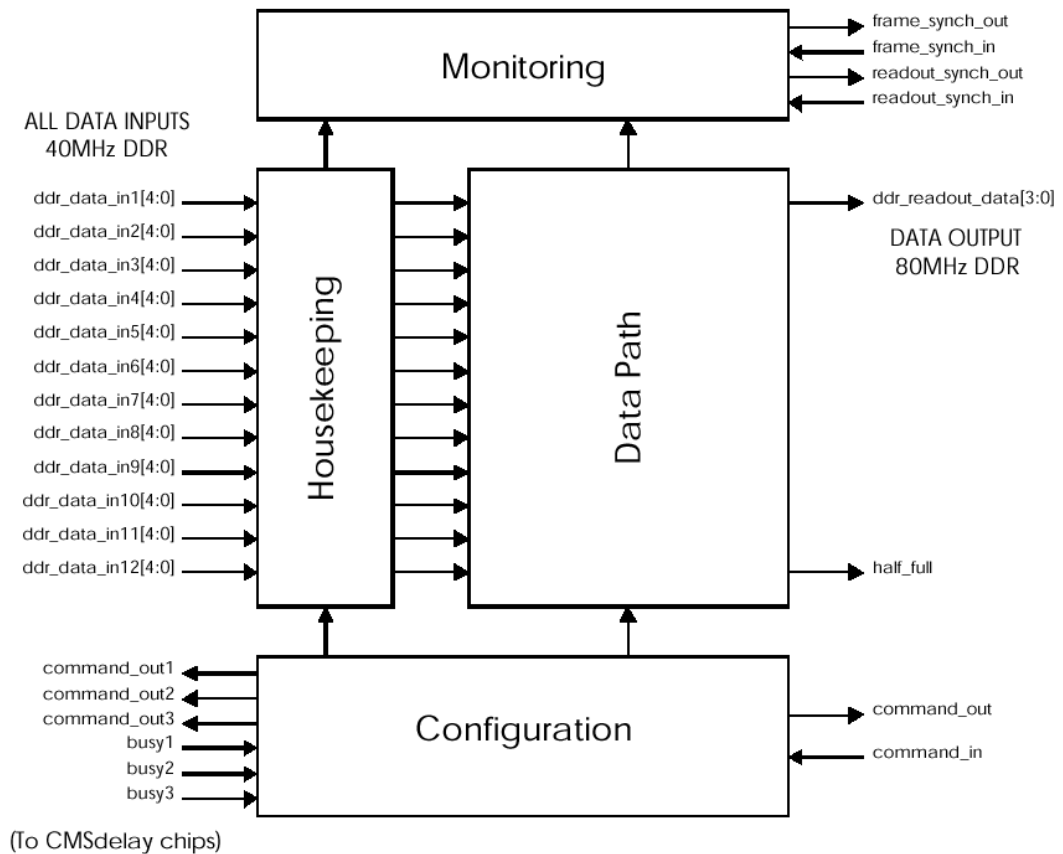 Monitoring
frame_synch_out
frame_synch_in
readout_synch_out
readout_synch_in
ALL DATA INPUTS
40MHz DDR
ddr_data_in1[4:0]
ddr_data_in2[4:0]
ddr_data_in3[4:0]
ddr_data_in4[4:0]
ddr_data_in5[4:0]
ddr_data_in6[4:0]
ddr_data_in7[4:0]
ddr_data_in8[4:0]
ddr_data_in9[4:0]
ddr_data_in10[4:0]
ddr_data_in11[4:0]
ddr_data_in12[4:0]
Housekeeping
Data Path
ddr_readout_data[3:0]
DATA OUTPUT
80MHz DDR
half_full
command_out1
command_out2
command_out3
busy1
busy2
busy3
Configuration
command_out
command_in
(To CMSdelay chips)